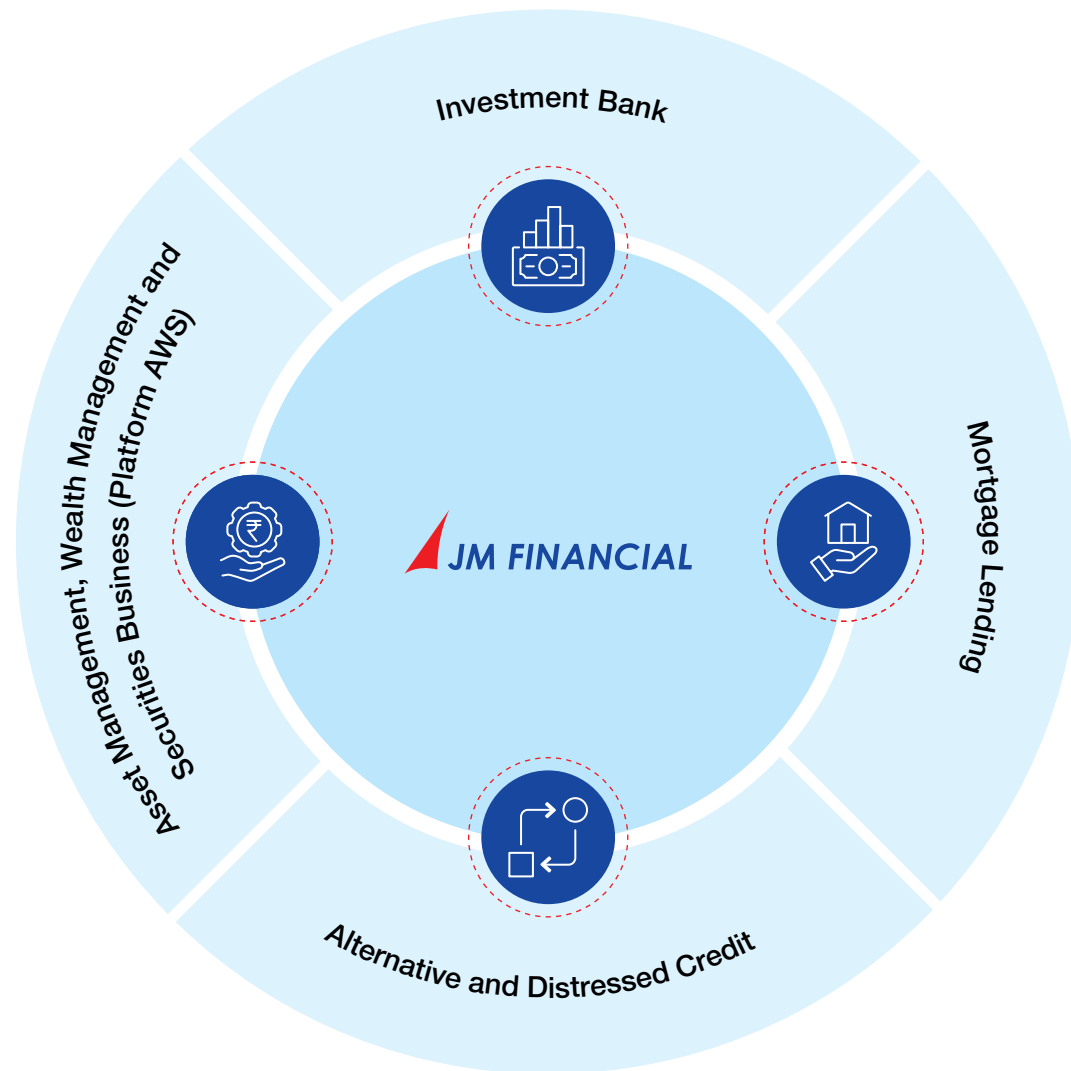 Investment Bank
Mortgage Lending
Alternative and Distressed Credit
Asset Management, Wealth Management and
Securities Business (Platform AWS)
₹
JM FINANCIAL